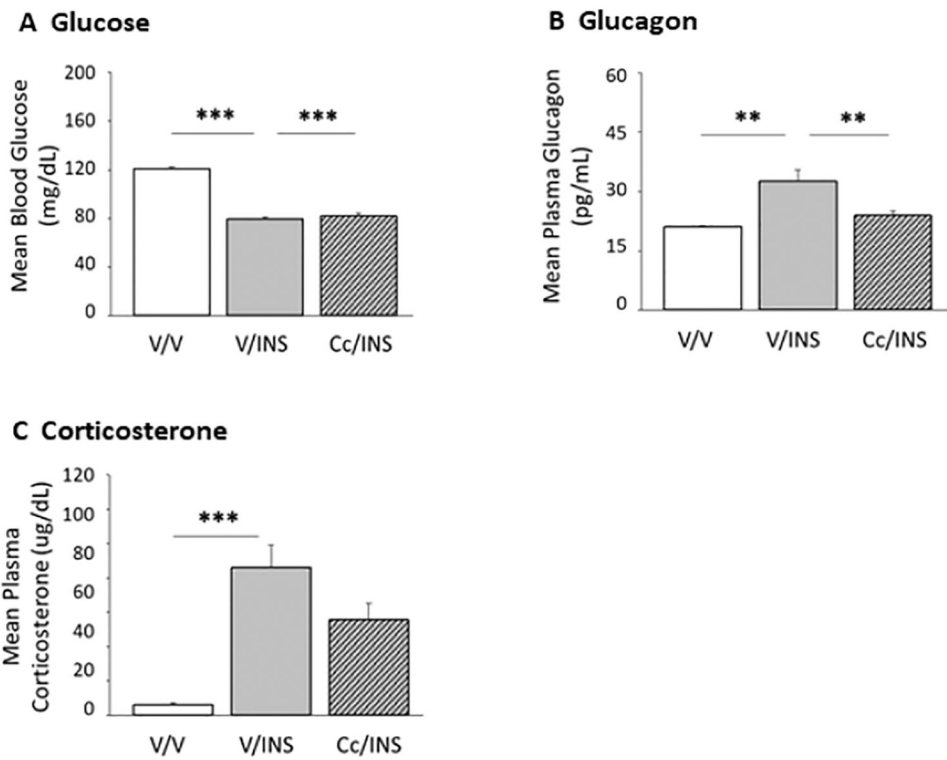 A Glucose
Mean Blood Glucose
(mg/dL)
200
160
120
80
40
0
***
***
V/V
V/INS
Cc/INS
B Glucagon
Mean Plasma Glucagon
(pg/mL)
60
45
30
15
0
**
**
V/V
V/INS
Cc/INS
C Corticosterone
Mean Plasma
Corticosterone (ug/dL)
120
100
80
60
40
20
0
***
V/V
V/INS
Cc/INS